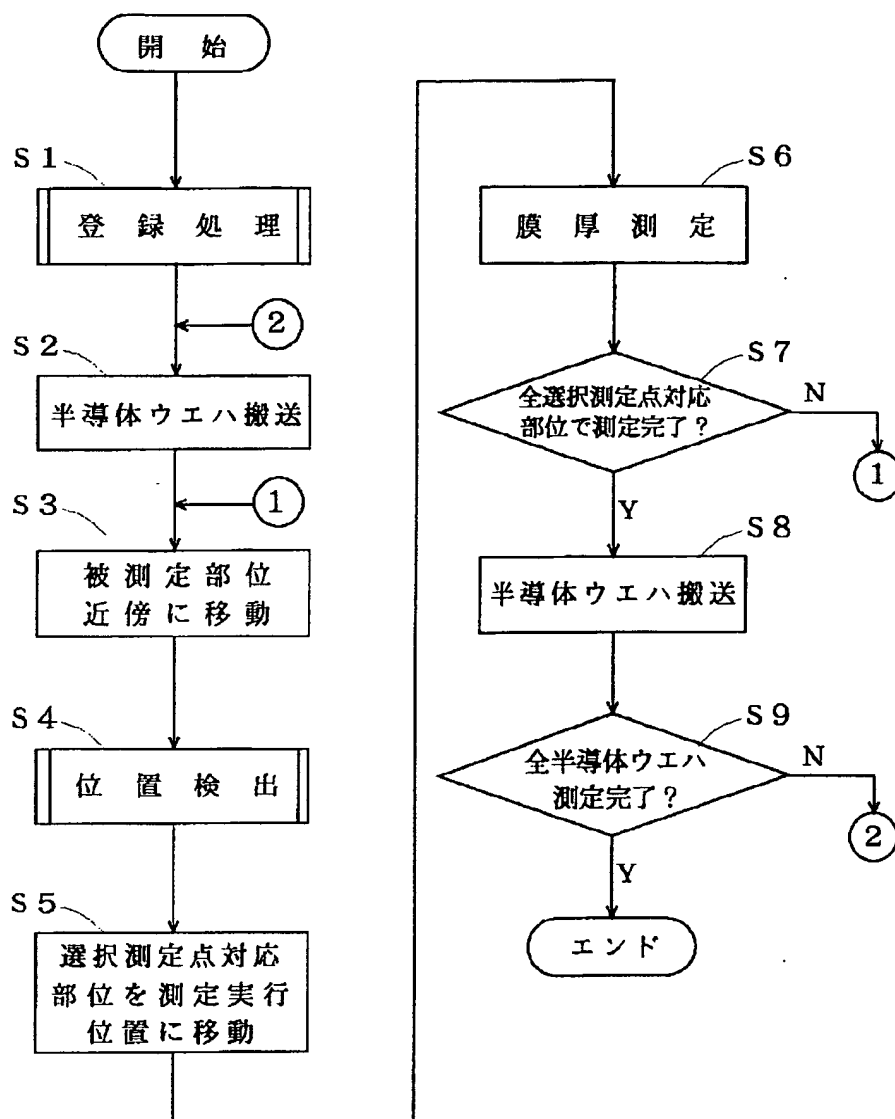 開始
S1
登録処理
②
S2
半導体ウエハ搬送
①
S3
被測定部位
近傍に移動
S4
位置検出
S5
選択測定点対応
部位を測定実行
位置に移動
S6
膜厚測定
S7
全選択測定点対応
部位で測定完了?
N
①
Y
S8
半導体ウエハ搬送
S9
全半導体ウエハ
測定完了?
N
②
Y
エンド